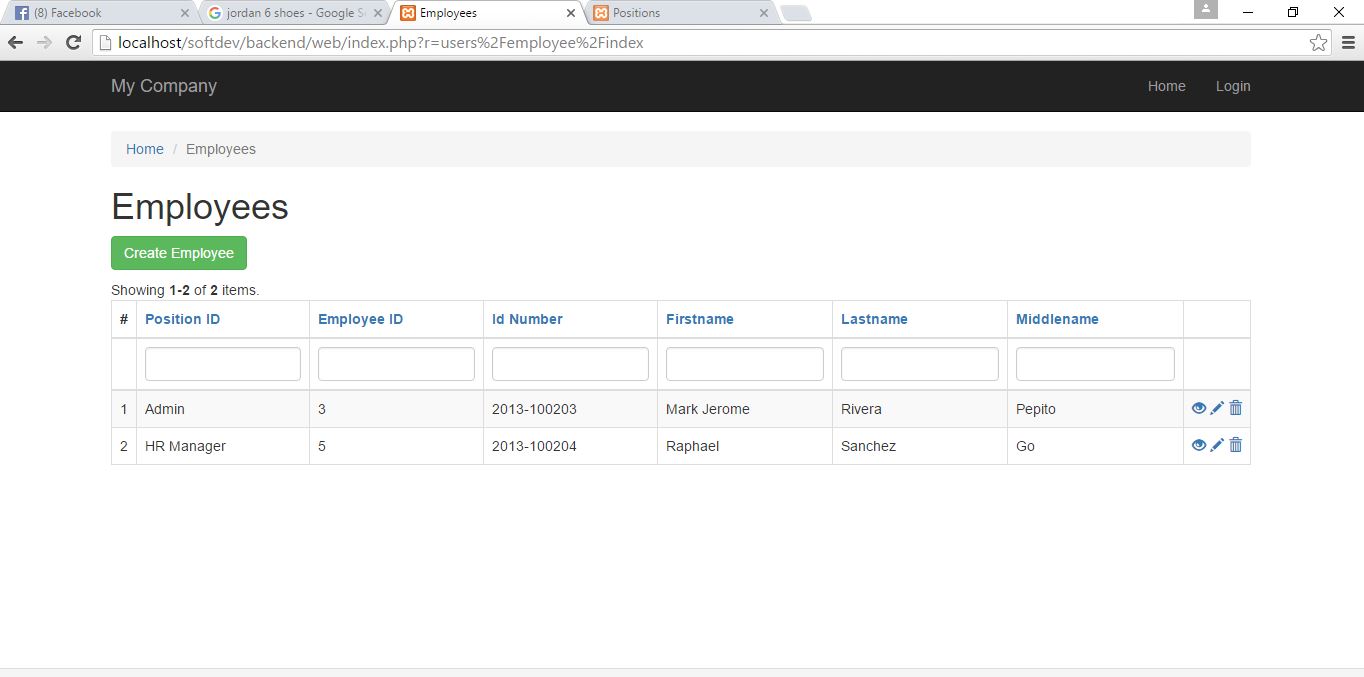 (8) Facebook
jordan 6 shoes - Google S
Employees
Positions
localhost/softdev/backend/web/index.php?r=users%2Femployee%2Findex
My Company
Home
Login
Home / Employees
Employees
Create Employee
Showing 1-2 of 2 items.
# Position ID Employee ID Id Number Firstname Lastname Middlename
1 Admin 3 2013-100203 Mark Jerome Rivera Pepito
2 HR Manager 5 2013-100204 Raphael Sanchez Go